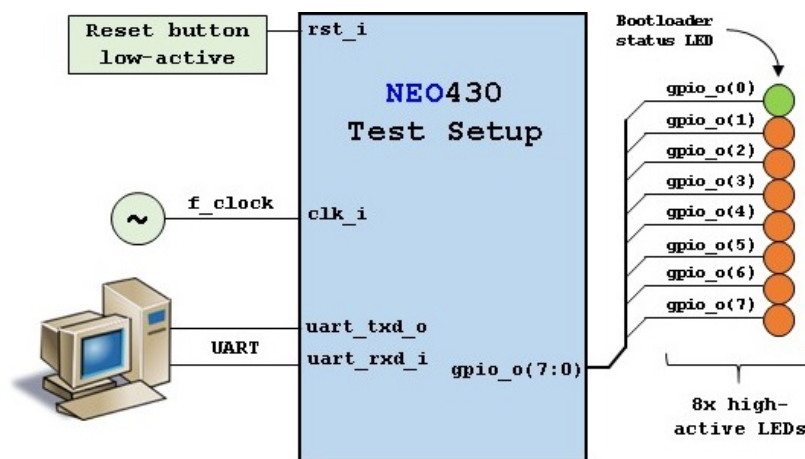 Reset button
low-active
rst_i
NEO430
Test Setup
f_clock
~
clk_i
UART
uart_txd_o
uart_rxd_i
gpio_o(7:0)
Bootloader
status LED
gpio_o(0)
gpio_o(1)
gpio_o(2)
gpio_o(3)
gpio_o(4)
gpio_o(5)
gpio_o(6)
gpio_o(7)
8x high-
active LEDs